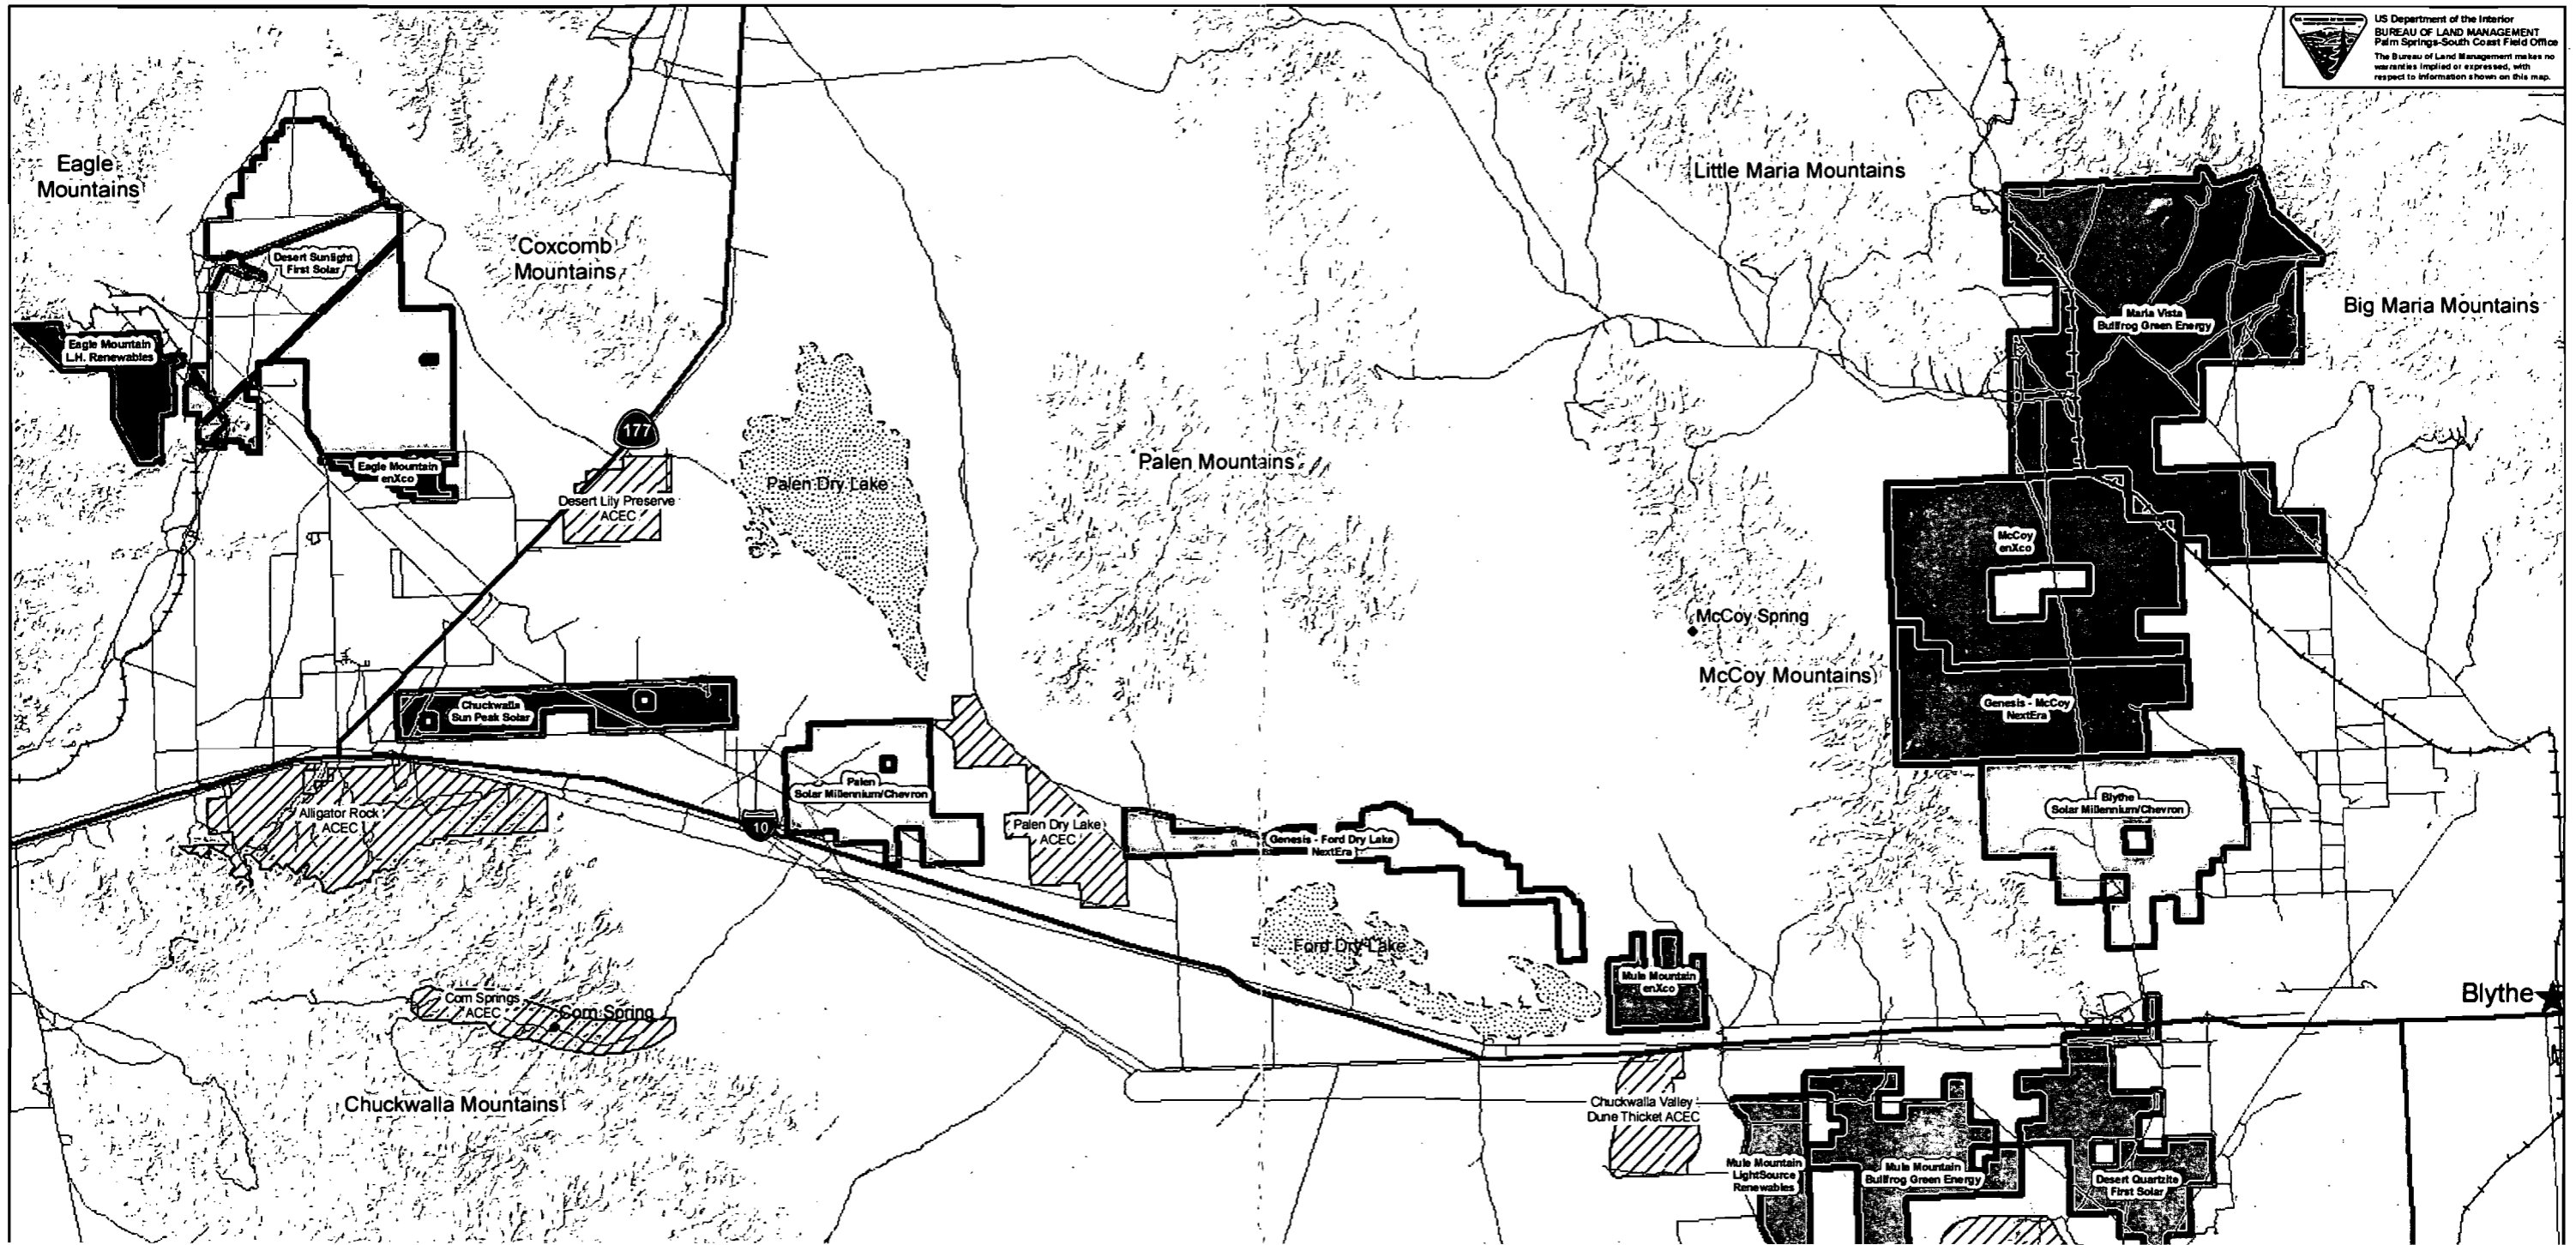 US Department of the Interior
BUREAU OF LAND MANAGEMENT
Palm Springs-South Coast Field Office
The Bureau of Land Management makes no
warranties implied or expressed, with
respect to information shown on this map.
Eagle
Mountains
Little Maria Mountains
Coxcomb
Mountains
Desert Sunlight
First Solar
Big Maria Mountains
Maria Vista
Bullfrog Green Energy
Eagle Mountain
L.H. Renewables
177
Eagle Mountain
enXco
Palen Mountains
Palen Dry Lake
Desert Lily Preserve
ACEC
McCoy
enXco
McCoy Spring
McCoy Mountains
Chuckwalla
Sun Peak Solar
Genesis - McCoy
NextEra
Palen
Solar Millennium/Chevron
Blythe
Solar Millennium/Chevron
Alligator Rock
ACEC
10
Palen Dry Lake
ACEC
Genesis - Ford Dry Lake
NextEra
Ford Dry Lake
Mule Mountain
enXco
Blythe
Corn Springs
ACEC
Corn Spring
Chuckwalla Mountains
Chuckwalla Valley
Dune Thicket ACEC
Mule Mountain
LightSource
Renewables
Mule Mountain
Bullfrog Green Energy
Desert Quartzite
First Solar